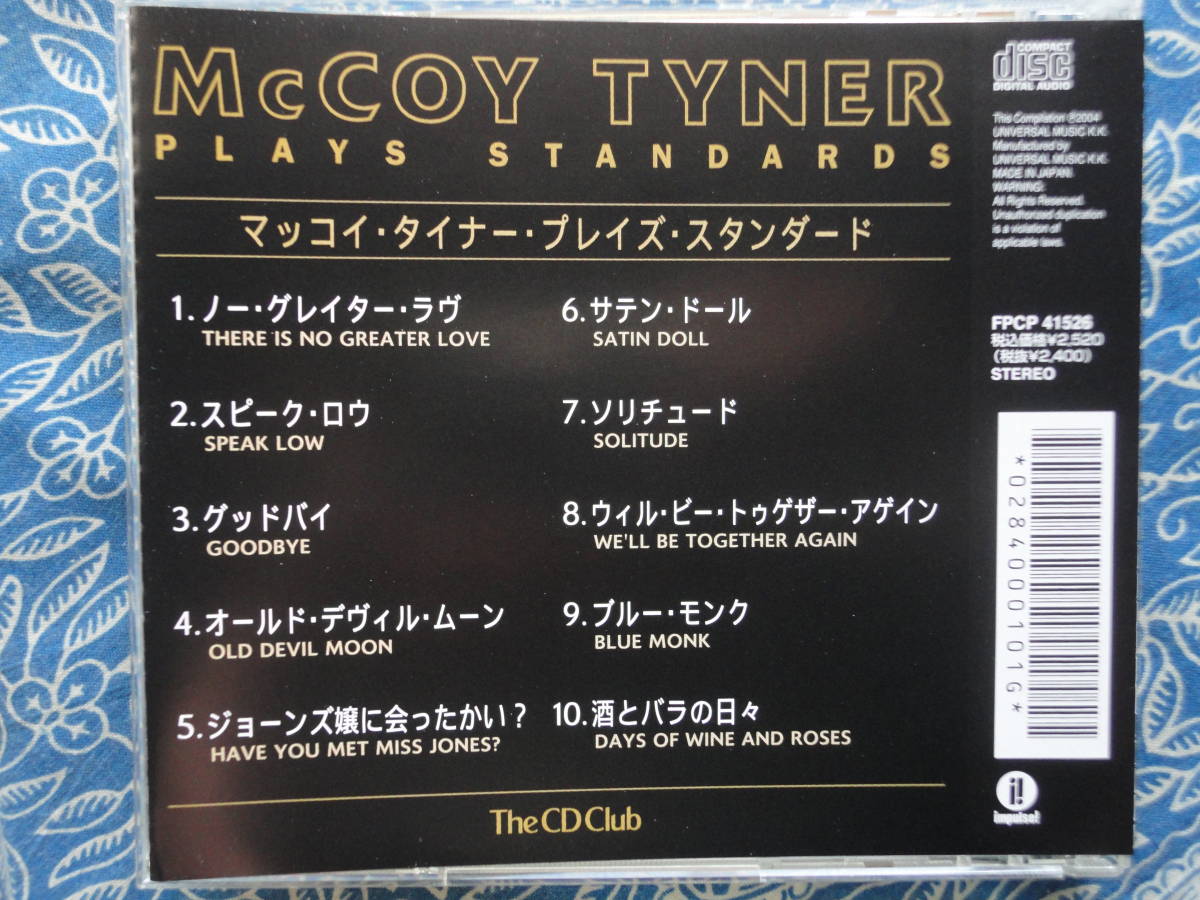 McCOY TYNER
PLAYS STANDARDS
マッコイ・タイナー・プレイズ・スタンダード
1.ノー・グレイター・ラヴ
THERE IS NO GREATER LOVE
2.スピーク・ロウ
SPEAK LOW
3.グッドバイ
GOODBYE
4.オールド・デヴィル・ムーン
OLD DEVIL MOON
5.ジョーンズ嬢に会ったかい？
HAVE YOU MET MISS JONES?
6.サテン・ドール
SATIN DOLL
7.ソリチュード
SOLITUDE
8.ウィル・ビー・トゥゲザー・アゲイン
WE'LL BE TOGETHER AGAIN
9.ブルー・モンク
BLUE MONK
10.酒とバラの日々
DAYS OF WINE AND ROSES
The CD Club
COMPACT
disc
DIGITAL AUDIO
This Compilation ℗2004
UNIVERSAL MUSIC K.K.
Manufactured by
UNIVERSAL MUSIC K.K.
MADE IN JAPAN.
WARNING:
All Rights Reserved.
Unauthorized duplication
is a violation of
applicable laws.
FPCP 41526
税込価格¥2,520
(税抜¥2,400)
STEREO
*028400010 1G*
i!
impulse!